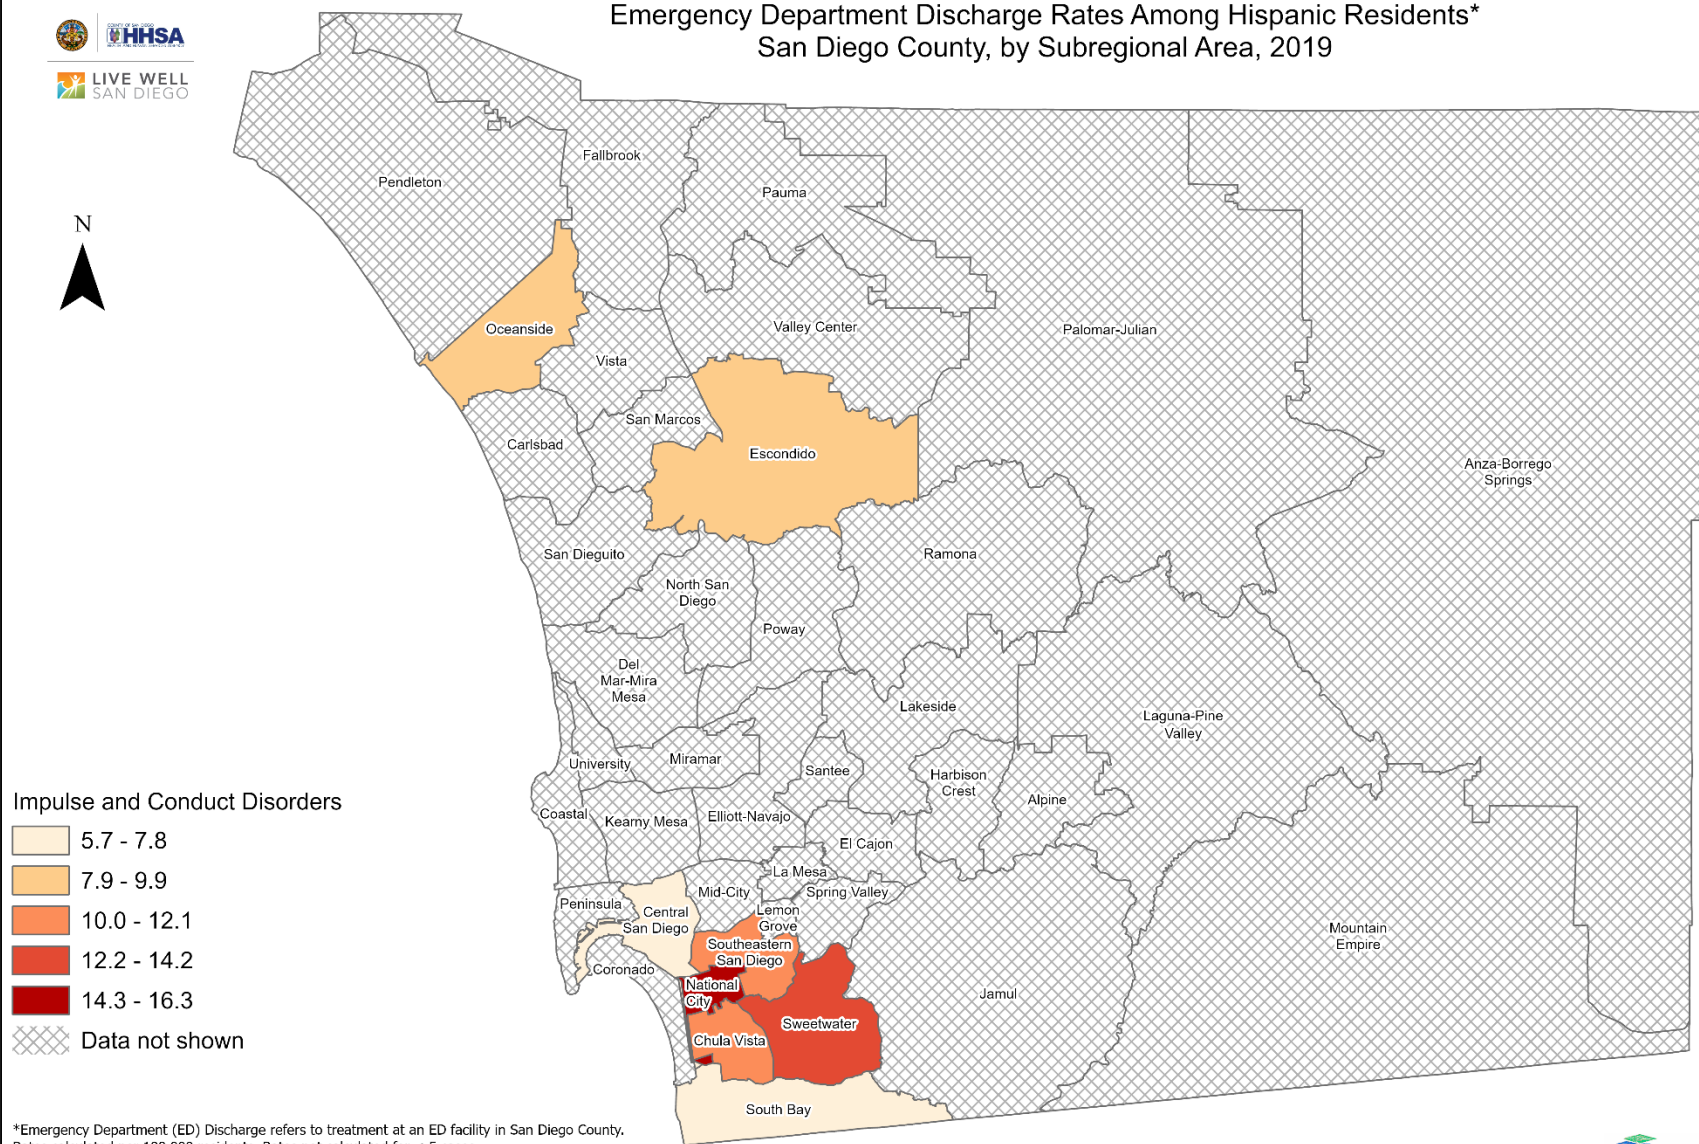 Emergency Department Discharge Rates Among Hispanic Residents*
San Diego County, by Subregional Area, 2019
HHSA
LIVE WELL
SAN DIEGO
N
Fallbrook
Pendleton
Pauma
Oceanside
Valley Center
Palomar-Julian
Vista
San Marcos
Carlsbad
Escondido
Anza-Borrego
Springs
San Dieguito
Ramona
North San
Diego
Poway
Del
Mar-Mira
Mesa
Lakeside
Laguna-Pine
Valley
University
Miramar
Santee
Harbison
Crest
Alpine
Coastal
Kearny Mesa
Elliott-Navajo
El Cajon
La Mesa
Mid-City
Spring Valley
Peninsula
Central
San Diego
Lemon
Grove
Southeastern
San Diego
Mountain
Empire
Coronado
National
City
Jamul
Sweetwater
Chula Vista
South Bay
Impulse and Conduct Disorders
5.7 - 7.8
7.9 - 9.9
10.0 - 12.1
12.2 - 14.2
14.3 - 16.3
Data not shown
*Emergency Department (ED) Discharge refers to treatment at an ED facility in San Diego County.